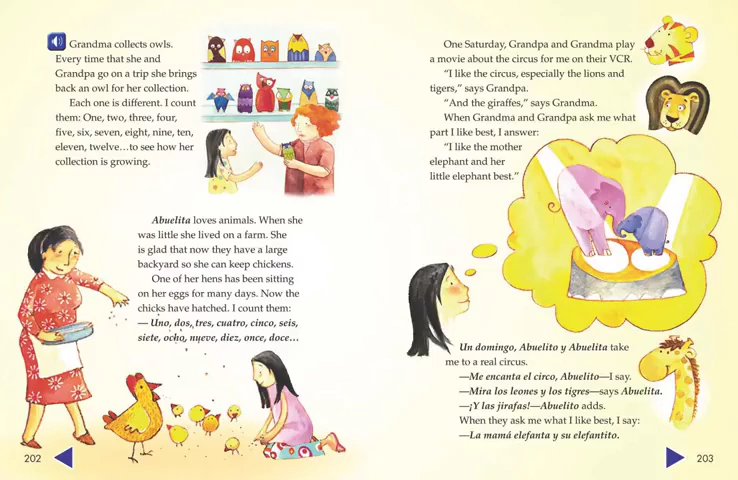 Grandma collects owls.
Every time that she and
Grandpa go on a trip she brings
back an owl for her collection.
Each one is different. I count
them: One, two, three, four,
five, six, seven, eight, nine, ten,
eleven, twelve…to see how her
collection is growing.
Abuelita loves animals. When she
was little she lived on a farm. She
is glad that now they have a large
backyard so she can keep chickens.
One of her hens has been sitting
on her eggs for many days. Now the
chicks have hatched. I count them:
— Uno, dos, tres, cuatro, cinco, seis,
siete, ocho, nueve, diez, once, doce…
202
One Saturday, Grandpa and Grandma play
a movie about the circus for me on their VCR.
"I like the circus, especially the lions and
tigers," says Grandpa.
"And the giraffes," says Grandma.
When Grandma and Grandpa ask me what
part I like best, I answer:
"I like the mother
elephant and her
little elephant best."
Un domingo, Abuelito y Abuelita take
me to a real circus.
—Me encanta el circo, Abuelito—I say.
—Mira los leones y los tigres—says Abuelita.
—¡Y las jirafas!—Abuelito adds.
When they ask me what I like best, I say:
—La mamá elefanta y su elefantito.
203